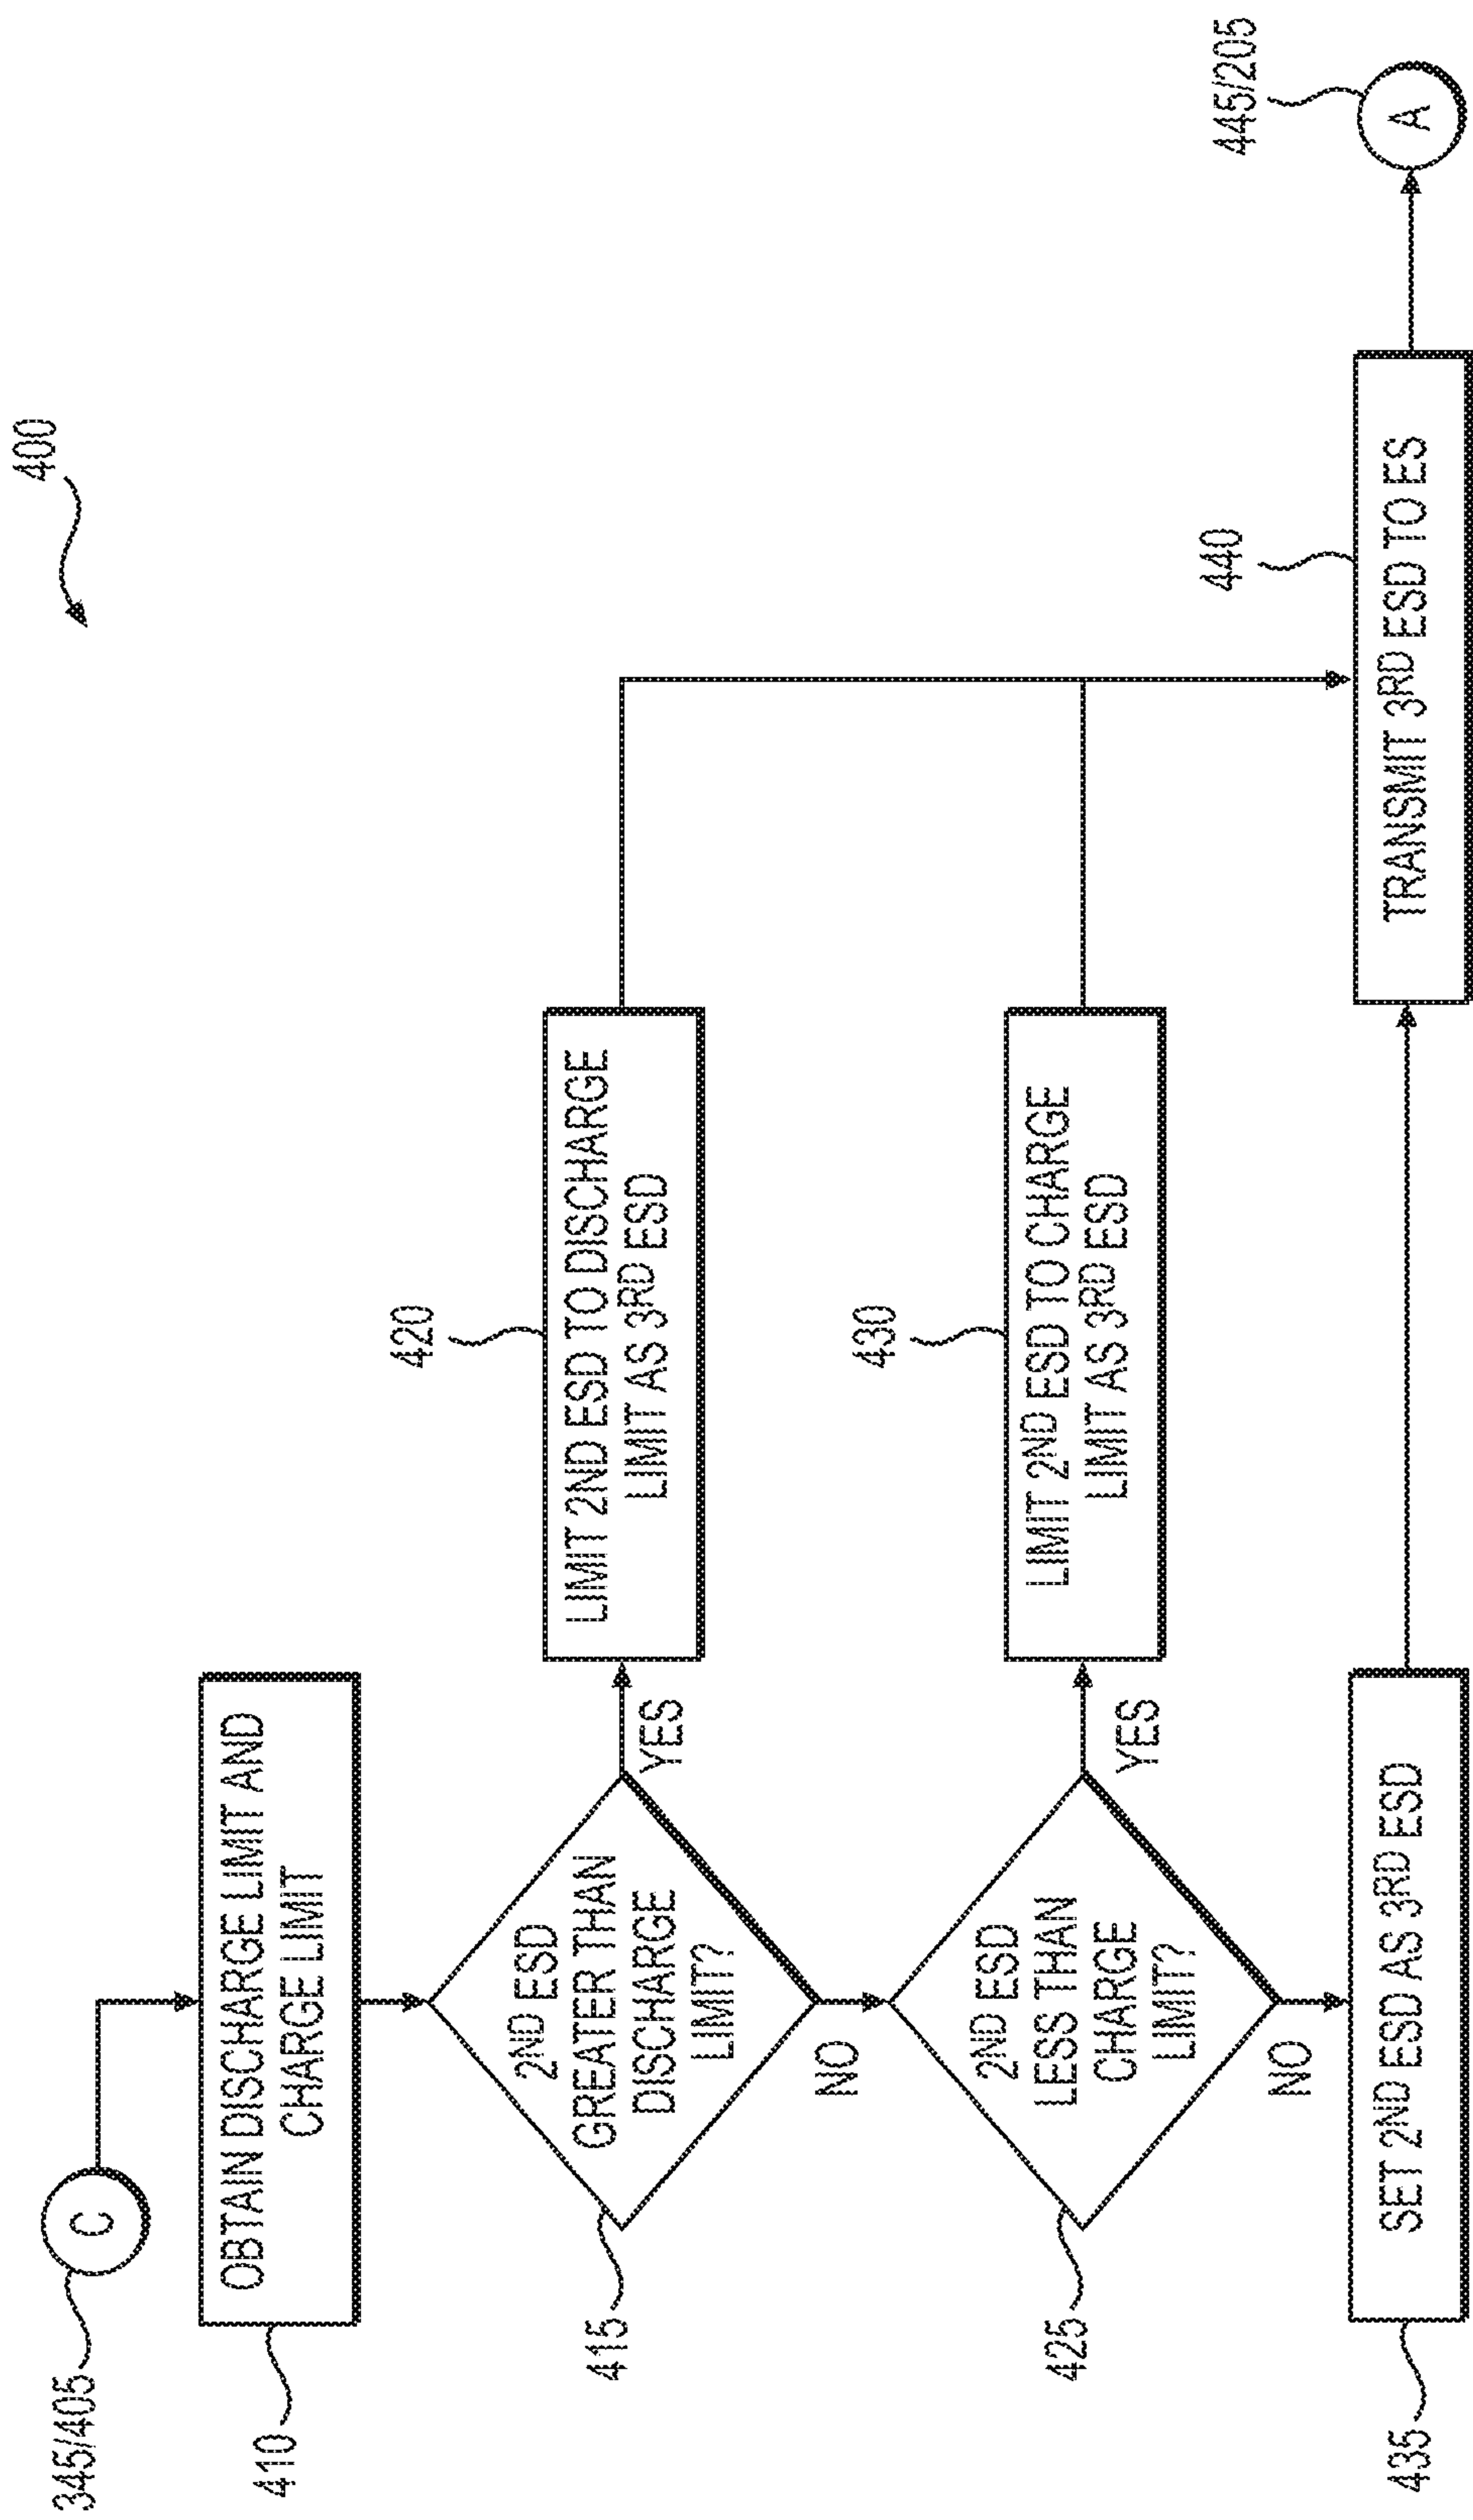 400
345/405
C
410
OBTAIN DISCHARGE LIMIT AND
CHARGE LIMIT
415
2ND ESD
GREATER THAN
DISCHARGE
LIMIT?
YES
420
LIMIT 2ND ESD TO DISCHARGE
LIMIT AS 3RD ESD
NO
425
2ND ESD
LESS THAN
CHARGE
LIMIT?
YES
430
LIMIT 2ND ESD TO CHARGE
LIMIT AS 3RD ESD
NO
435
SET 2ND ESD AS 3RD ESD
440
TRANSMIT 3RD ESD TO ES
445/205
A